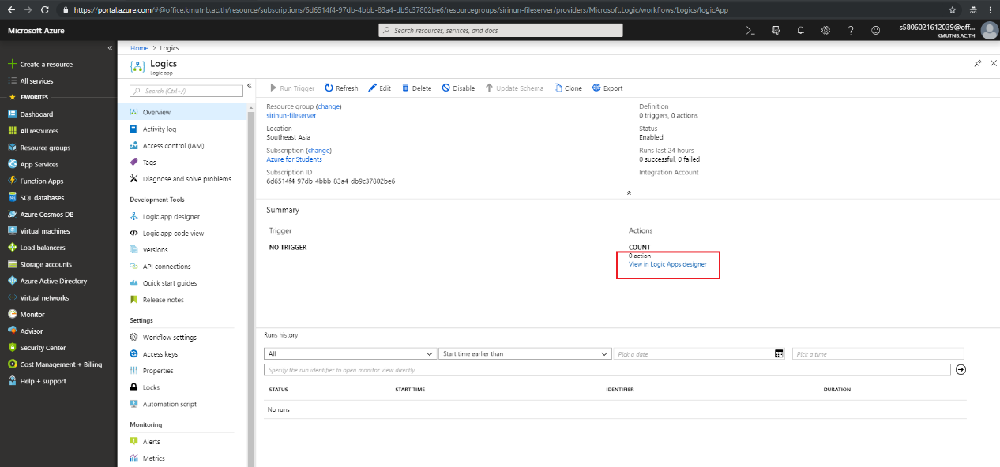 https://portal.azure.com/#@office.kmutnb.ac.th/resource/subscriptions/6d6514f4-97db-4bbb-83a4-db9c37802be6/resourcegroups/sirinun-fileserver/providers/Microsoft.Logic/workflows/Logics/logicApp
Microsoft Azure
Search resources, services, and docs
s5806021612039@off...
KMUTNB.AC.TH
Create a resource
All services
FAVORITES
Dashboard
All resources
Resource groups
App Services
Function Apps
SQL databases
Azure Cosmos DB
Virtual machines
Load balancers
Storage accounts
Azure Active Directory
Virtual networks
Monitor
Advisor
Security Center
Cost Management + Billing
Help + support
Home > Logics
Logics
Logic app
Search (Ctrl+/)
Overview
Activity log
Access control (IAM)
Tags
Diagnose and solve problems
Development Tools
Logic app designer
Logic app code view
Versions
API connections
Quick start guides
Release notes
Settings
Workflow settings
Access keys
Properties
Locks
Automation script
Monitoring
Alerts
Metrics
Run Trigger Refresh Edit Delete Disable Update Schema Clone Export
Resource group (change)
sirinun-fileserver
Location
Southeast Asia
Subscription (change)
Azure for Students
Subscription ID
6d6514f4-97db-4bbb-83a4-db9c37802be6
Definition
0 triggers, 0 actions
Status
Enabled
Runs last 24 hours
0 successful, 0 failed
Integration Account
-- --
Summary
Trigger
NO TRIGGER
-- --
Actions
COUNT
0 action
View in Logic Apps designer
Runs history
All Start time earlier than Pick a date Pick a time
Specify the run identifier to open monitor view directly
STATUS START TIME IDENTIFIER DURATION
No runs